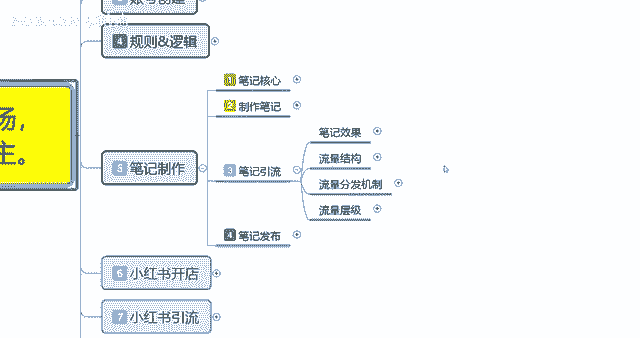 4 规则&逻辑
场,
主。
5 笔记制作
1 笔记核心
2 制作笔记
3 笔记引流
笔记效果
流量结构
流量分发机制
流量层级
4 笔记发布
6 小红书开店
7 小红书引流